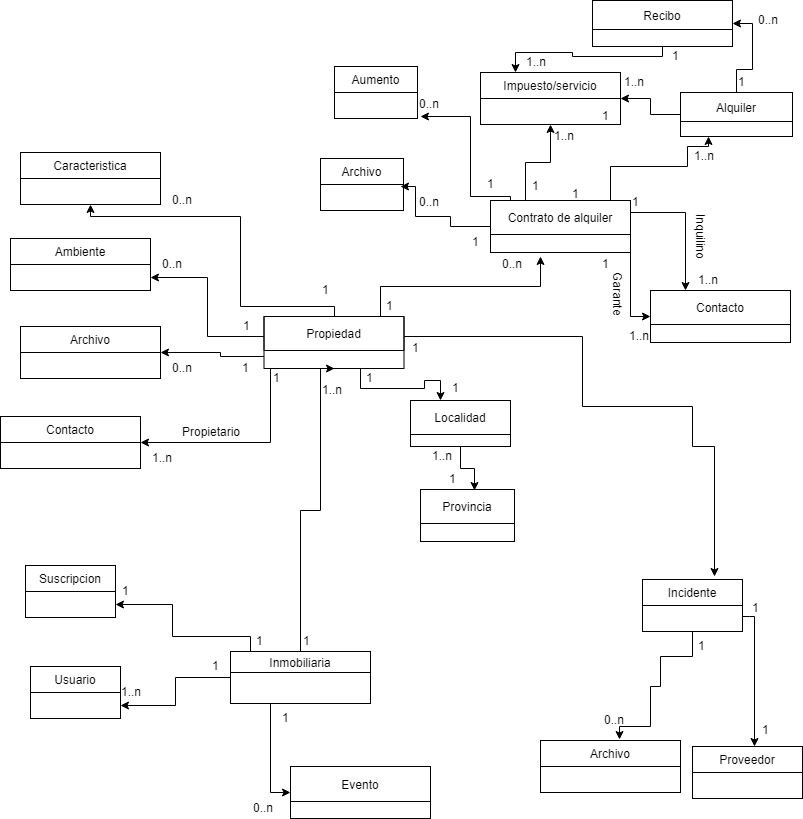 Recibo
0..n
1
1..n
Aumento
Impuesto/servicio
1..n
1
0..n
1
Alquiler
1..n
1..n
Caracteristica
Archivo
0..n
0..n
1
1
1
1
Contrato de alquiler
1
Inquilino
Ambiente
0..n
0..n
1
Garante
1..n
1
1
Contacto
1..n
Archivo
1
Propiedad
1
0..n
1
1
1
1..n
1
Contacto
Propietario
1..n
Localidad
1..n
1
Provincia
Suscripcion
1
Incidente
1
1
1
1
Inmobiliaria
1
Usuario
1..n
1
0..n
1
Archivo
Proveedor
Evento
0..n